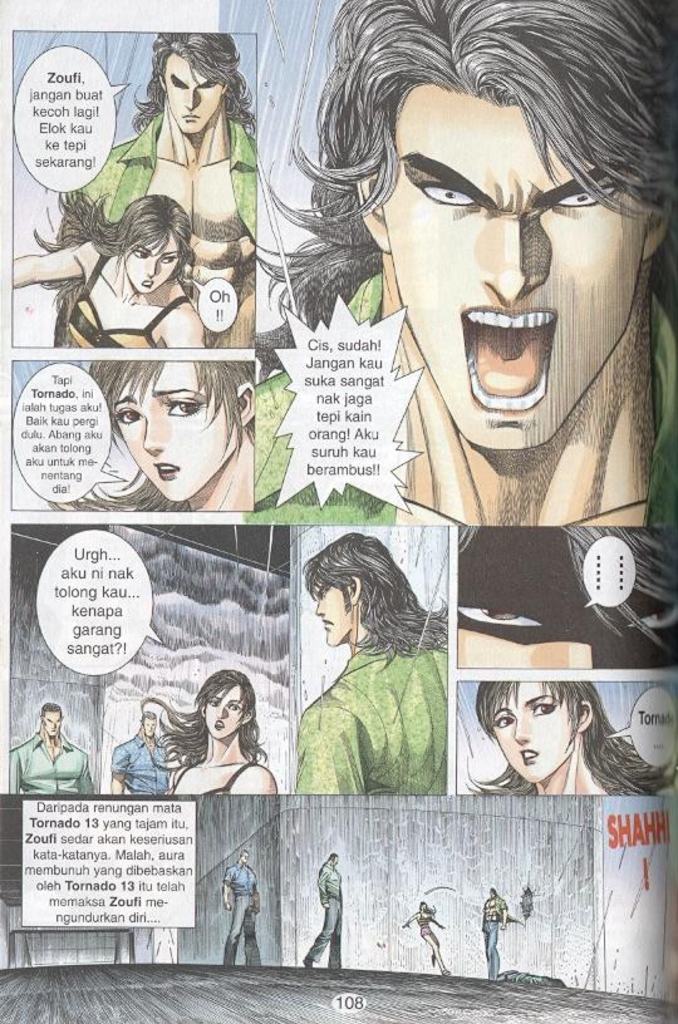 Zoufi,
jangan buat
kecoh lagi!
Elok kau
ke tepi
sekarang!
Oh
!!
Cis, sudah!
Jangan kau
suka sangat
nak jaga
tepi kain
orang! Aku
suruh kau
berambus!!
Tapi
Tornado, ini
ialah tugas aku!
Baik kau pergi
dulu. Abang aku
akan tolong
aku untuk me-
nentang
dia!
Urgh...
aku ni nak
tolong kau...
kenapa
garang
sangat?!
Tornado
...
Daripada renungan mata
Tornado 13 yang tajam itu,
Zoufi sedar akan keseriusan
kata-katanya. Malah, aura
membunuh yang dibebaskan
oleh Tornado 13 itu telah
memaksa Zoufi me-
ngundurkan diri....
SHAHH
!
108